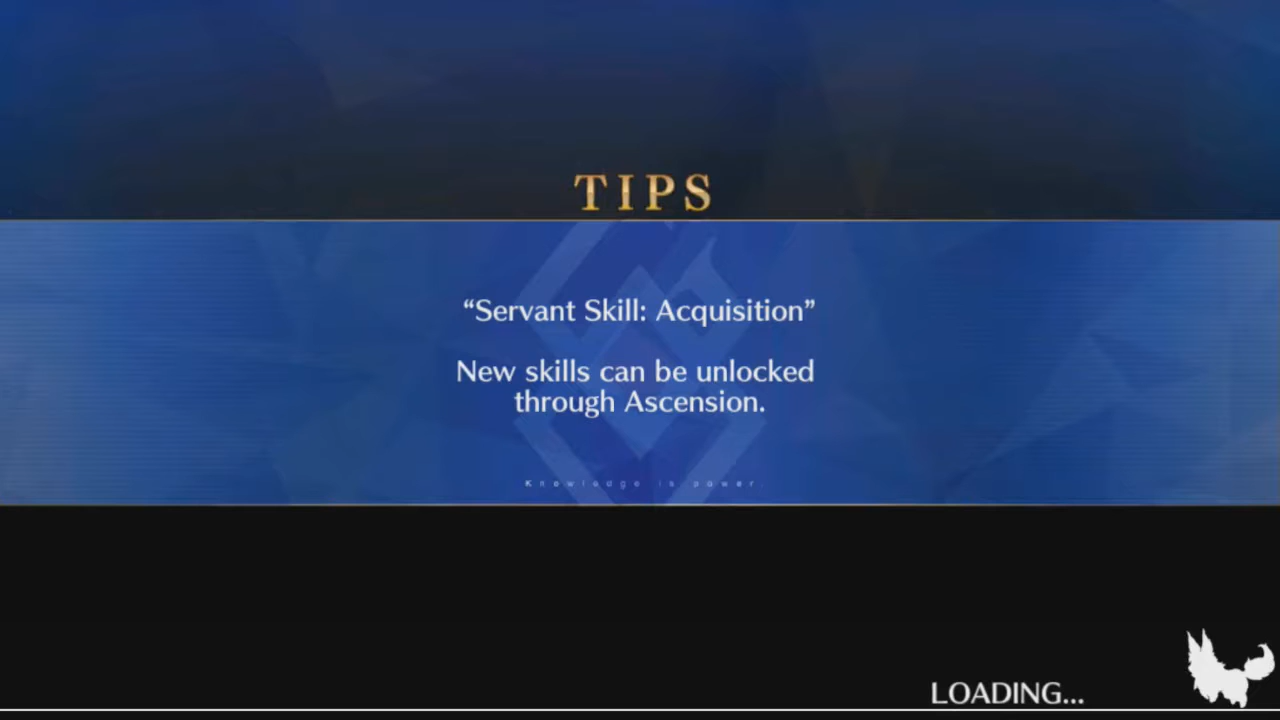 TIPS
“Servant Skill: Acquisition”
New skills can be unlocked
through Ascension.
Knowledge is power.
LOADING...